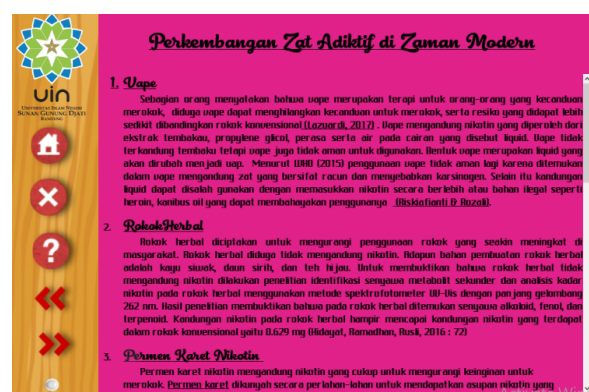 uin
UNIVERSITAS ISLAM NEGERI
SUNAN GUNUNG DJATI
BANDUNG
Perkembangan Zat Adiktif di Zaman Modern
1. Vape
Sebagian orang menyatakan bahwa vape merupakan terapi untuk orang-orang yang kecanduan
merokok, diduga vape dapat menghilangkan kecanduan untuk merokok, serta resiko yang didapat lebih
sedikit dibandingkan rokok konvensional (Lazuardi, 2017) . Vape mengandung nikotin yang diperoleh dari
ekstrak tembakau, propylene glicol, perasa serta air pada cairan yang disebut liquid. Vape tidak
terkandung tembaku tetapi vape juga tidak aman untuk digunakan. Bentuk vape merupakan liquid yang
akan dirubah menjadi uap. Menurut WHO (2015) penggunaan vape tidak aman lagi karena ditemukan
dalam vape mengandung zat yang bersifat racun dan menyebabkan karsinogen. Selain itu kandungan
liquid dapat disalah gunakan dengan memasukkan nikotin secara berlebih atau bahan ilegal seperti
heroin, kanibus oil yang dapat membahayakan penggunanya (Riskiafianti & Rozali).
2. Rokok Herbal
Rokok herbal diciptakan untuk mengurangi penggunaan rokok yang seakin meningkat di
masyarakat. Rokok herbal diduga tidak mengandung nikotin. Adapun bahan pembuatan rokok herbal
adalah kayu siwak, daun sirih, dan teh hijau. Untuk membuktikan bahwa rokok herbal tidak
mengandung nikotin dilakukan penelitian identifikasi senyawa metabolit sekunder dan analisis kadar
nikotin pada rokok herbal menggunakan metode spektrofotometer UV-Vis dengan panjang gelombang
262 nm. Hasil penelitian membuktikan bahwa pada rokok herbal ditemukan senyawa alkaloid, fenol, dan
terpenoid. Kandungan nikotin pada rokok herbal hampir mencapai kandungan nikotin yang terdapat
dalam rokok konvensional yaitu 0.629 mg (Hidayat, Ramadhan, Rusli, 2016 : 72)
3. Permen Karet Nikotin
Permen karet nikotin mengandung nikotin yang cukup untuk mengurangi keinginan untuk
merokok. Permen karet dikunyah secara perlahan-lahan untuk mendapatkan asupan nikotin yang